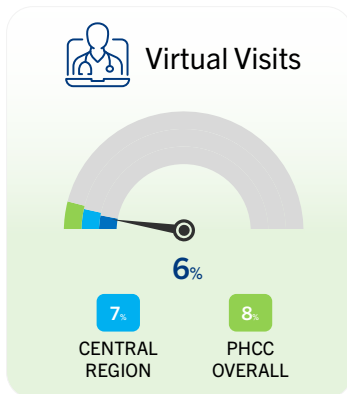 Virtual Visits
6%
7%
8%
CENTRAL
REGION
PHCC
OVERALL